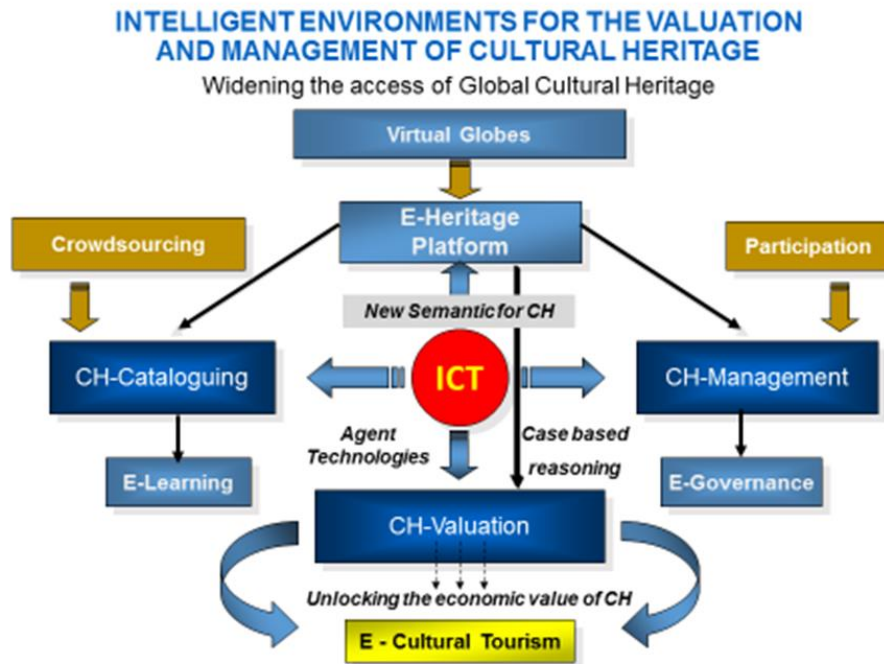 INTELLIGENT ENVIRONMENTS FOR THE VALUATION
AND MANAGEMENT OF CULTURAL HERITAGE
Widening the access of Global Cultural Heritage
Virtual Globes
E-Heritage
Platform
Crowdsourcing
Participation
New Semantic for CH
CH-Cataloguing
ICT
CH-Management
Agent
Technologies
Case based
reasoning
E-Learning
E-Governance
CH-Valuation
Unlocking the economic value of CH
E - Cultural Tourism